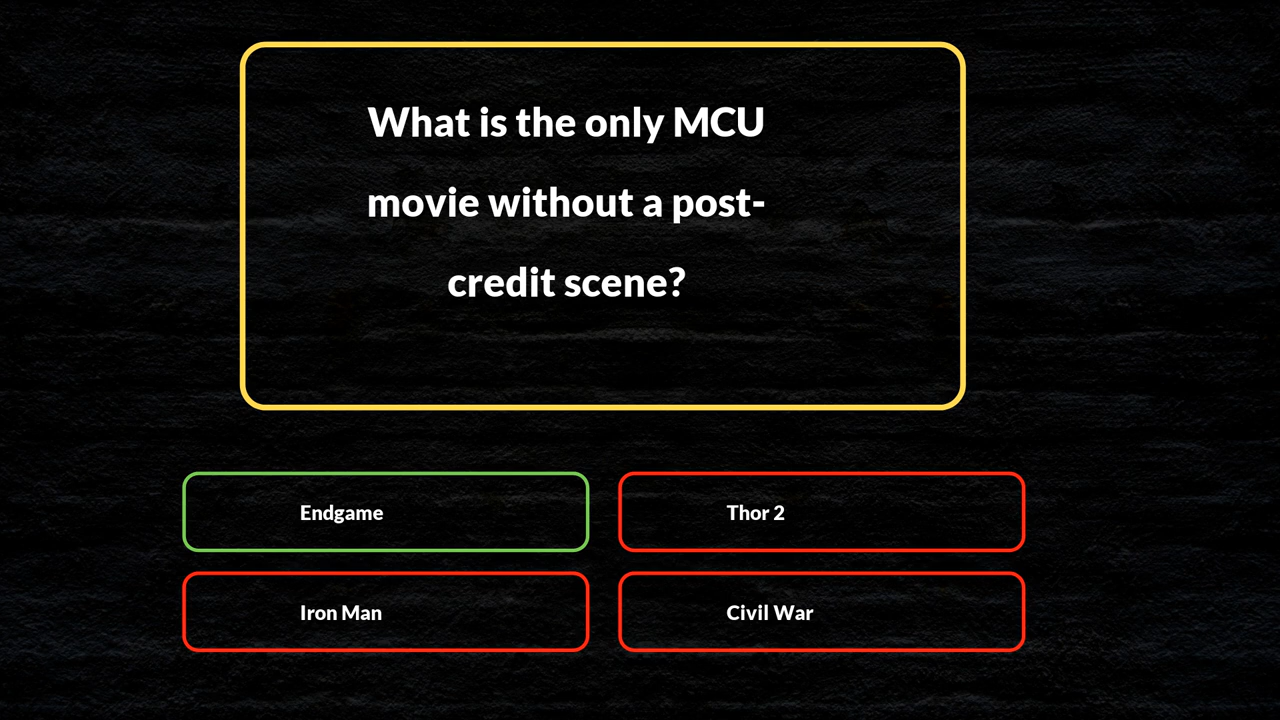 What is the only MCU
movie without a post-
credit scene?
Endgame
Thor 2
Iron Man
Civil War